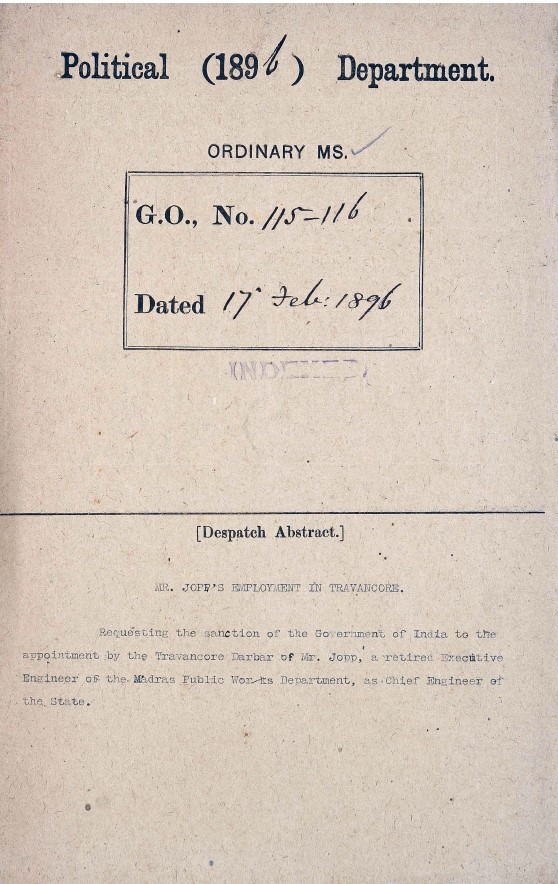 Political (1896) Department.
ORDINARY MS.
G.O., No. 115-116
Dated 17 Feb: 1896
[Despatch Abstract.]
MR. JOPP'S EMPLOYMENT IN TRAVANCORE.
Requesting the sanction of the Government of India to the
appointment by the Travancore Darbar of Mr. Jopp, a retired Executive
Engineer of the Madras Public Works Department, as Chief Engineer of
the State.